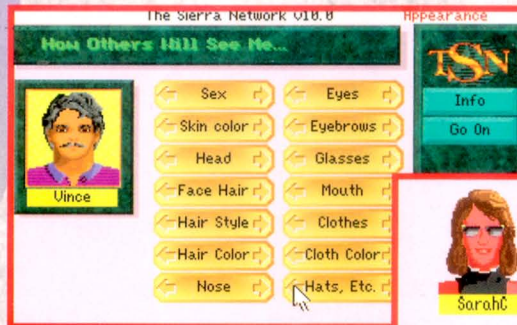 The Sierra Network V10.0
Appearance
How Others Will See Me...
TSN
Info
Go On
Vince
Sex
Skin color
Head
Face Hair
Hair Style
Hair Color
Nose
Eyes
Eyebrows
Glasses
Mouth
Clothes
Cloth Color
Hats, Etc.
SarahC